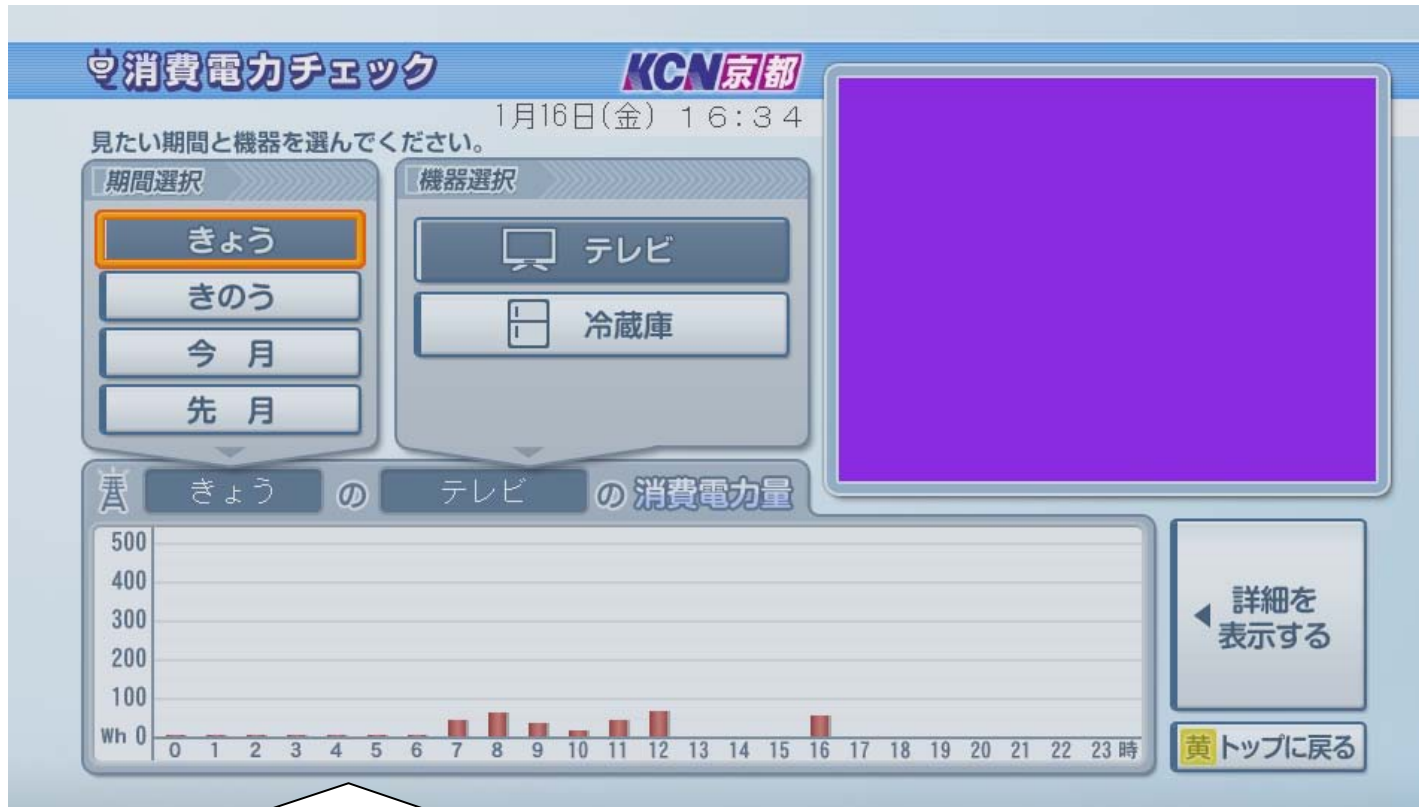 消費電力チェック
KCN京都
1月16日(金) 16:34
見たい期間と機器を選んでください。
期間選択
きょう
きのう
今 月
先 月
機器選択
テレビ
冷蔵庫
きょう の テレビ の 消費電力量
500
400
300
200
100
Wh 0
0 1 2 3 4 5 6 7 8 9 10 11 12 13 14 15 16 17 18 19 20 21 22 23 時
詳細を
表示する
黄 トップに戻る